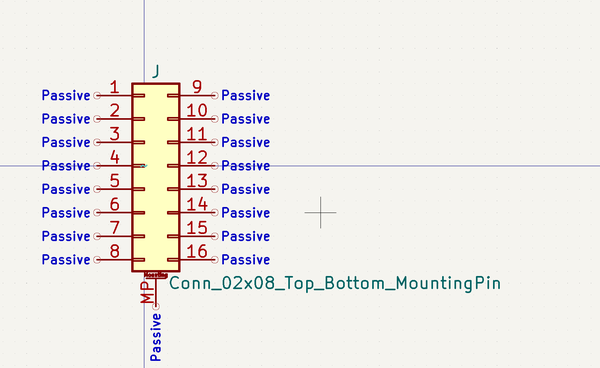 J
Passive 1 9 Passive
Passive 2 10 Passive
Passive 3 11 Passive
Passive 4 12 Passive
Passive 5 13 Passive
Passive 6 14 Passive
Passive 7 15 Passive
Passive 8 16 Passive
Mounting
MP
Conn_02x08_Top_Bottom_MountingPin
Passive